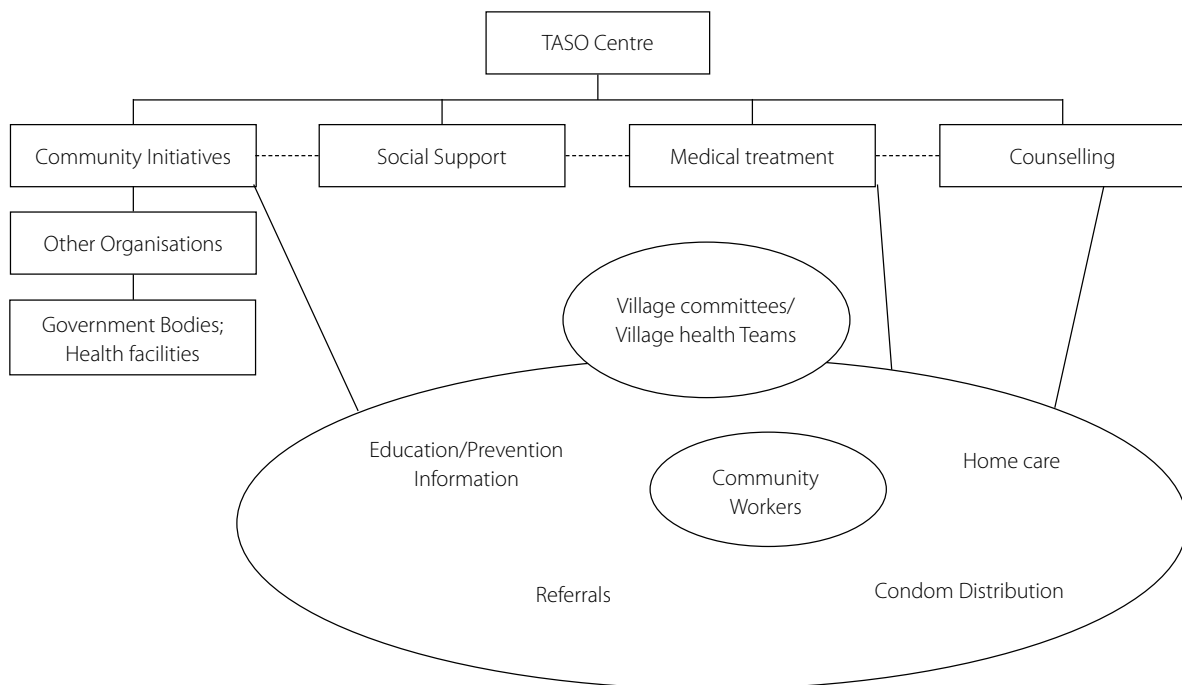 TASO Centre
Community Initiatives
Social Support
Medical treatment
Counselling
Other Organisations
Government Bodies;
Health facilities
Village committees/
Village health Teams
Education/Prevention
Information
Community
Workers
Home care
Referrals
Condom Distribution